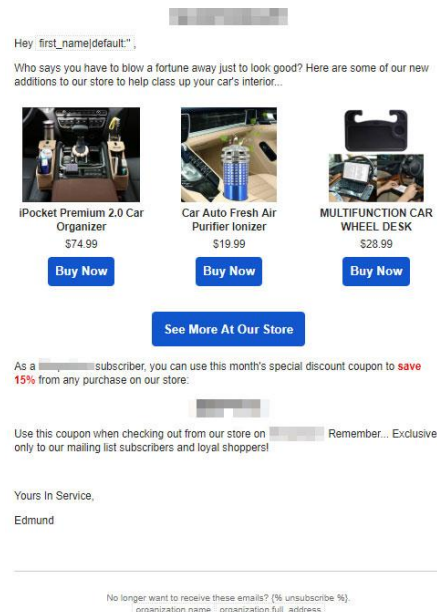 Hey first_name|default:'' ,
Who says you have to blow a fortune away just to look good? Here are some of our new
additions to our store to help class up your car's interior...
iPocket Premium 2.0 Car
Organizer
$74.99
Buy Now
Car Auto Fresh Air
Purifier Ionizer
$19.99
Buy Now
MULTIFUNCTION CAR
WHEEL DESK
$28.99
Buy Now
See More At Our Store
As a subscriber, you can use this month's special discount coupon to save
15% from any purchase on our store:
Use this coupon when checking out from our store on Remember... Exclusive
only to our mailing list subscribers and loyal shoppers!
Yours In Service,
Edmund
No longer want to receive these emails? {% unsubscribe %}.
organization.name organization.full_address